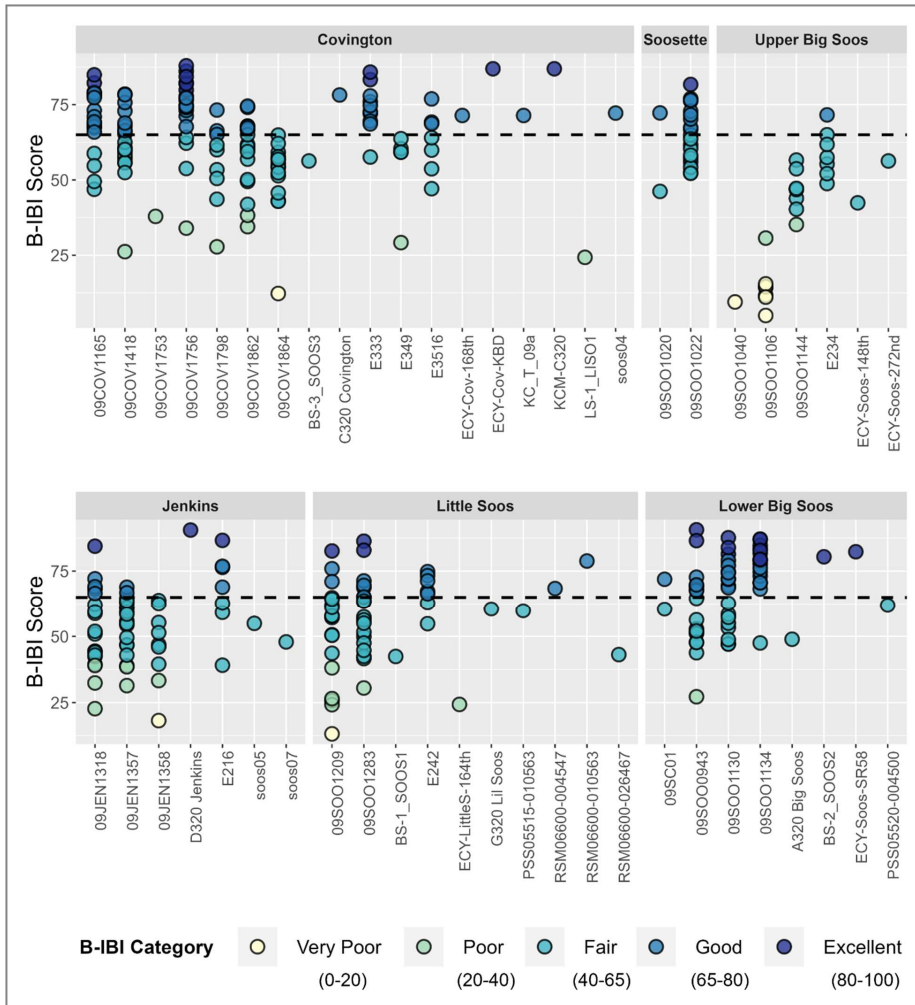 Covington Soosette Upper Big Soos
B-IBI Score
75
50
25
09COV1165
09COV1418
09COV1753
09COV1756
09COV1798
09COV1862
09COV1864
BS-3_SOOS3
C320 Covington
E333
E349
E3516
ECY-Cov-168th
ECY-Cov-KBD
KC_T_09a
KCM-C320
LS-1_LISO1
soos04
09SOO1020
09SOO1022
09SOO1040
09SOO1106
09SOO1144
E234
ECY-Soos-148th
ECY-Soos-272nd
Jenkins Little Soos Lower Big Soos
B-IBI Score
75
50
25
09JEN1318
09JEN1357
09JEN1358
D320 Jenkins
E216
soos05
soos07
09SOO1209
09SOO1283
BS-1_SOOS1
E242
ECY-LittleS-164th
G320 Lil Soos
PSS05515-010563
RSM06600-004547
RSM06600-010563
RSM06600-026467
09SC01
09SOO0943
09SOO1130
09SOO1134
A320 Big Soos
BS-2_SOOS2
ECY-Soos-SR58
PSS05520-004500
B-IBI Category Very Poor Poor Fair Good Excellent
(0-20) (20-40) (40-65) (65-80) (80-100)